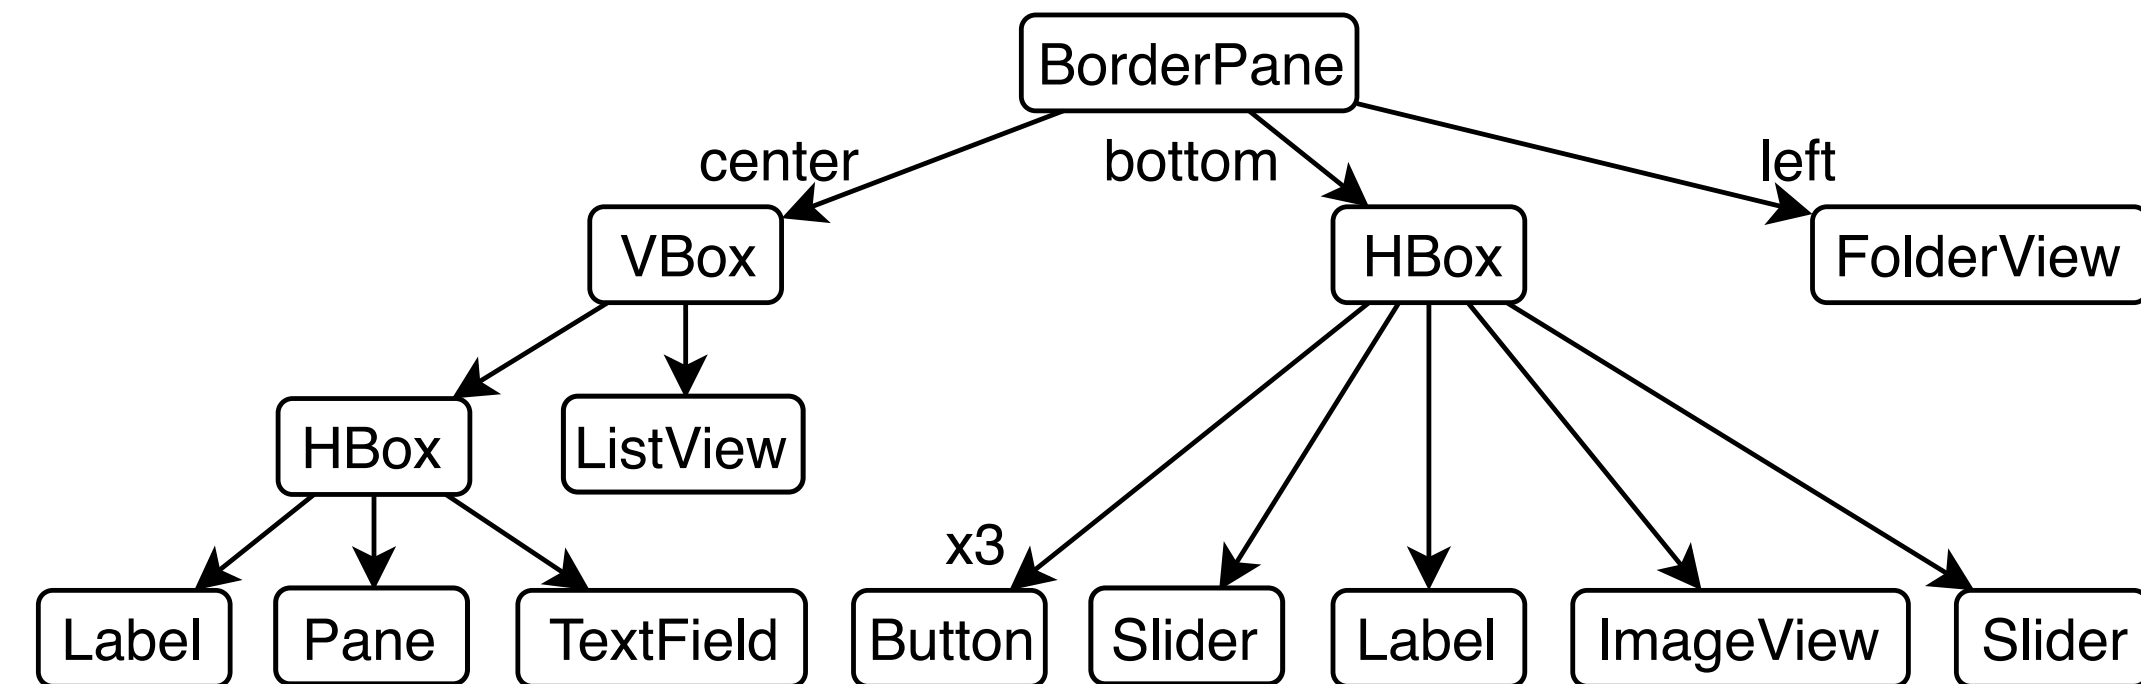 BorderPane
center
bottom
left
VBox
HBox
FolderView
HBox
ListView
x3
Label
Pane
TextField
Button
Slider
Label
ImageView
Slider